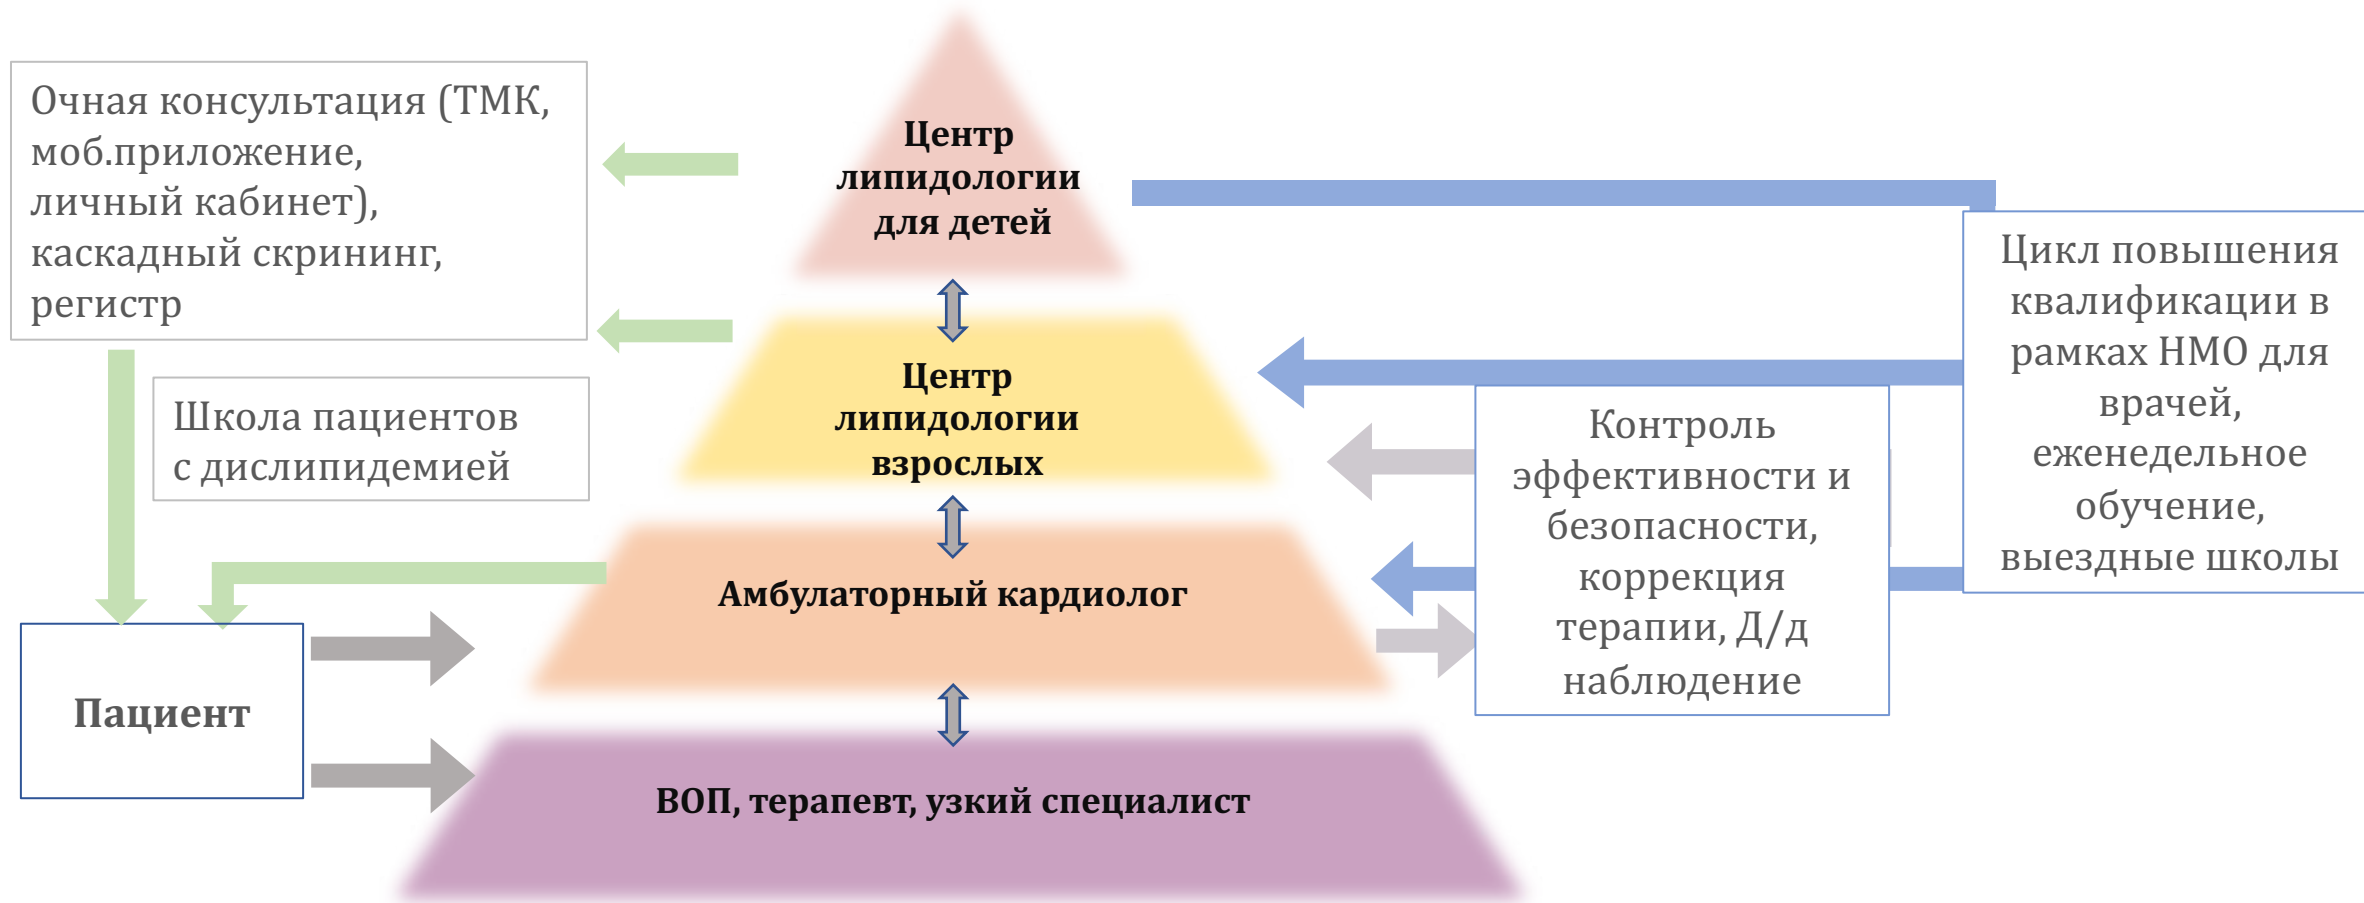 Очная консультация (ТМК,
моб.приложение,
личный кабинет),
каскадный скрининг,
регистр
Центр
липидологии
для детей
Цикл повышения
квалификации в
рамках НМО для
врачей,
еженедельное
обучение,
выездные школы
Центр
липидологии
взрослых
Школа пациентов
с дислипидемией
Контроль
эффективности и
безопасности,
коррекция
терапии, Д/д
наблюдение
Амбулаторный кардиолог
Пациент
ВОП, терапевт, узкий специалист